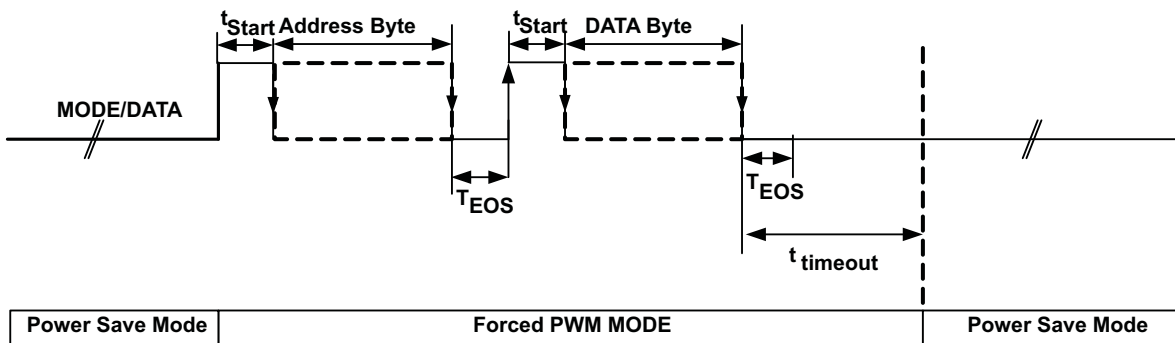 tStart Address Byte tStart DATA Byte
MODE/DATA
TEOS TEOS
t timeout
Power Save Mode Forced PWM MODE Power Save Mode